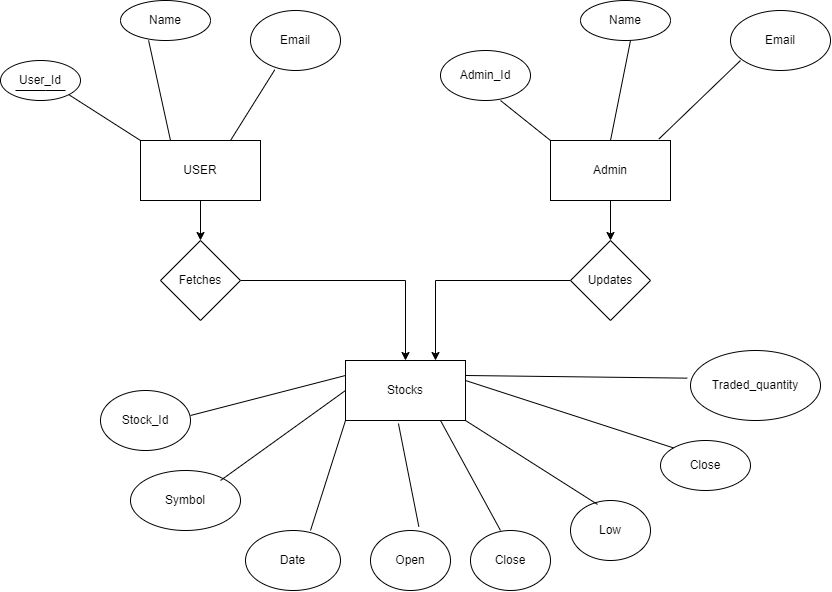 Name
Name
Email
Email
User_Id
Admin_Id
USER
Admin
Fetches
Updates
Stocks
Traded_quantity
Stock_Id
Close
Symbol
Low
Date
Open
Close